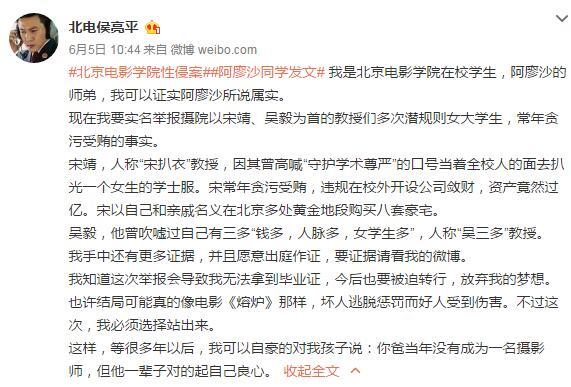 北电侯亮平
6月5日 10:44 来自 微博 weibo.com
#北京电影学院性侵案##阿廖沙同学发文# 我是北京电影学院在校学生，阿廖沙的
师弟，我可以证实阿廖沙所说属实。
现在我要实名举报摄院以宋靖、吴毅为首的教授们多次潜规则女大学生，常年贪
污受贿的事实。
宋靖，人称“宋扒衣”教授，因其曾高喊“守护学术尊严”的口号当着全校人的面去扒
光一个女生的学士服。宋常年贪污受贿，违规在校外开设公司敛财，资产竟然过
亿。宋以自己和亲戚名义在北京多处黄金地段购买八套豪宅。
吴毅，他曾吹嘘过自己有三多“钱多，人脉多，女学生多”，人称“吴三多”教授。
我手中还有更多证据，并且愿意出庭作证，要证据请看我的微博。
我知道这次举报会导致我无法拿到毕业证，今后也要被迫转行，放弃我的梦想。
也许结局可能真的像电影《熔炉》那样，坏人逃脱惩罚而好人受到伤害。不过这
次，我必须选择站出来。
这样，等很多年以后，我可以自豪的对我孩子说：你爸当年没有成为一名摄影
师，但他一辈子对的起自己良心。 收起全文